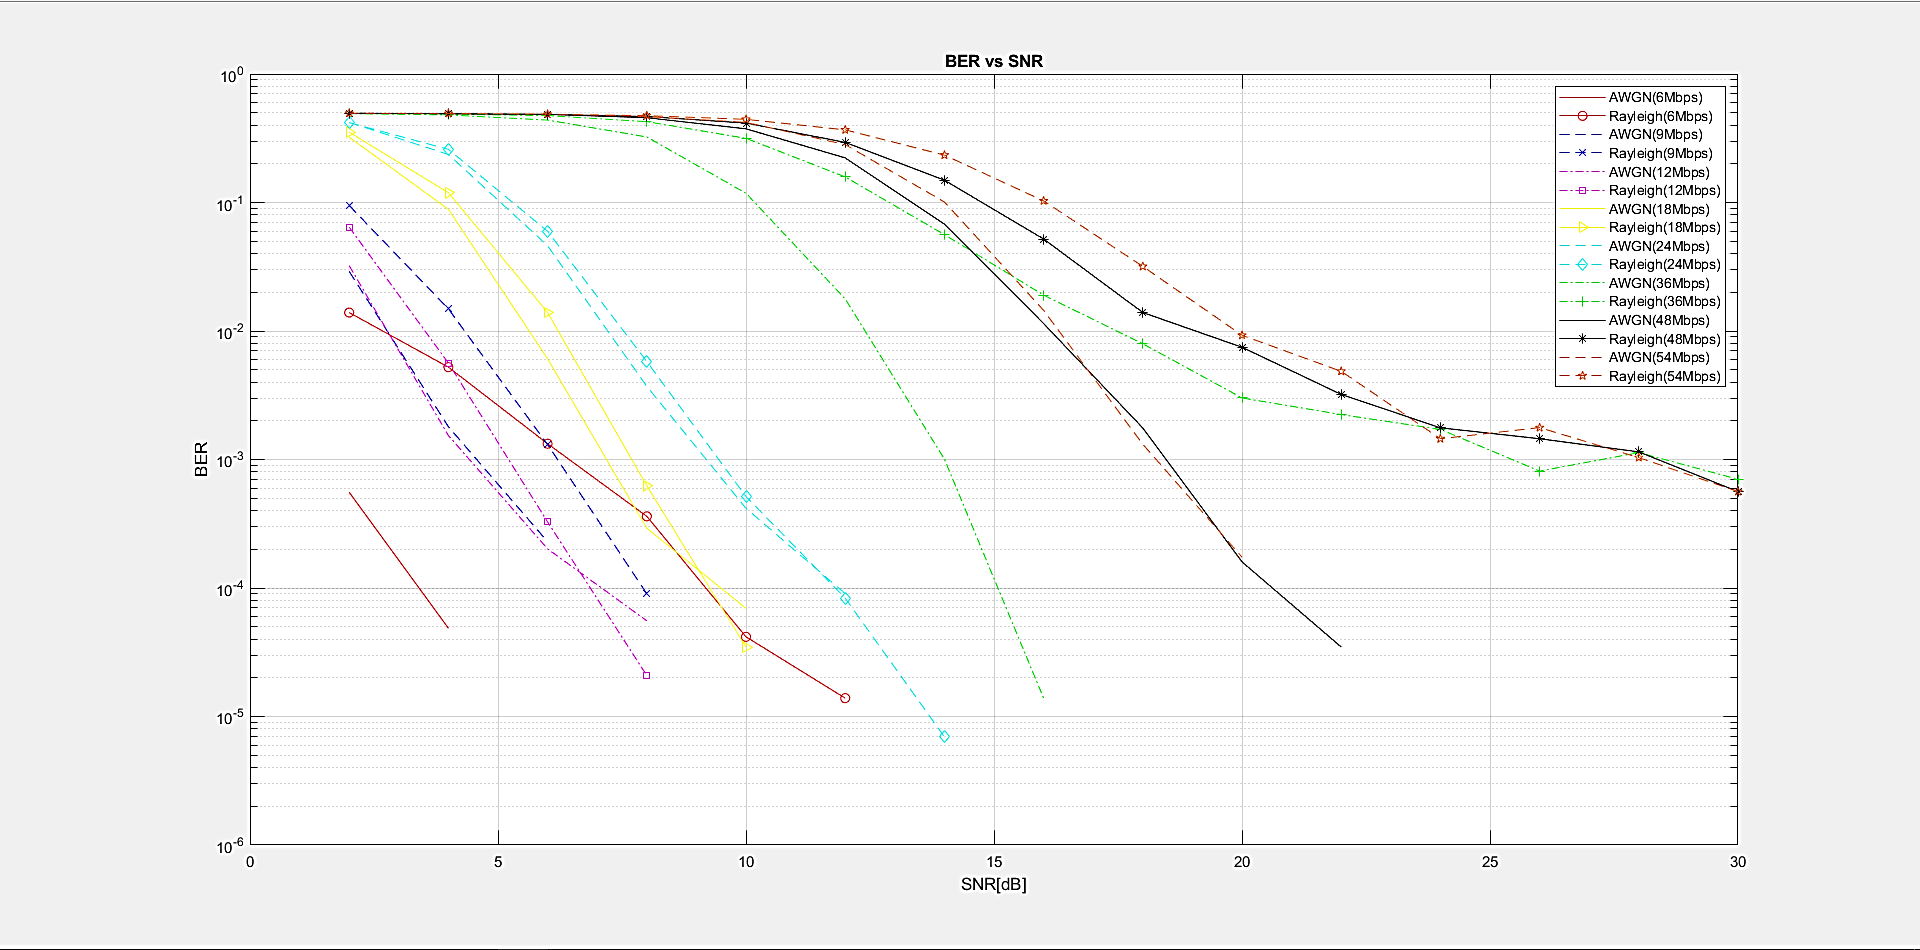 BER vs SNR
10^0
10^-1
10^-2
10^-3
10^-4
10^-5
10^-6
BER
0 5 10 15 20 25 30
SNR[dB]
AWGN(6Mbps)
Rayleigh(6Mbps)
AWGN(9Mbps)
Rayleigh(9Mbps)
AWGN(12Mbps)
Rayleigh(12Mbps)
AWGN(18Mbps)
Rayleigh(18Mbps)
AWGN(24Mbps)
Rayleigh(24Mbps)
AWGN(36Mbps)
Rayleigh(36Mbps)
AWGN(48Mbps)
Rayleigh(48Mbps)
AWGN(54Mbps)
Rayleigh(54Mbps)